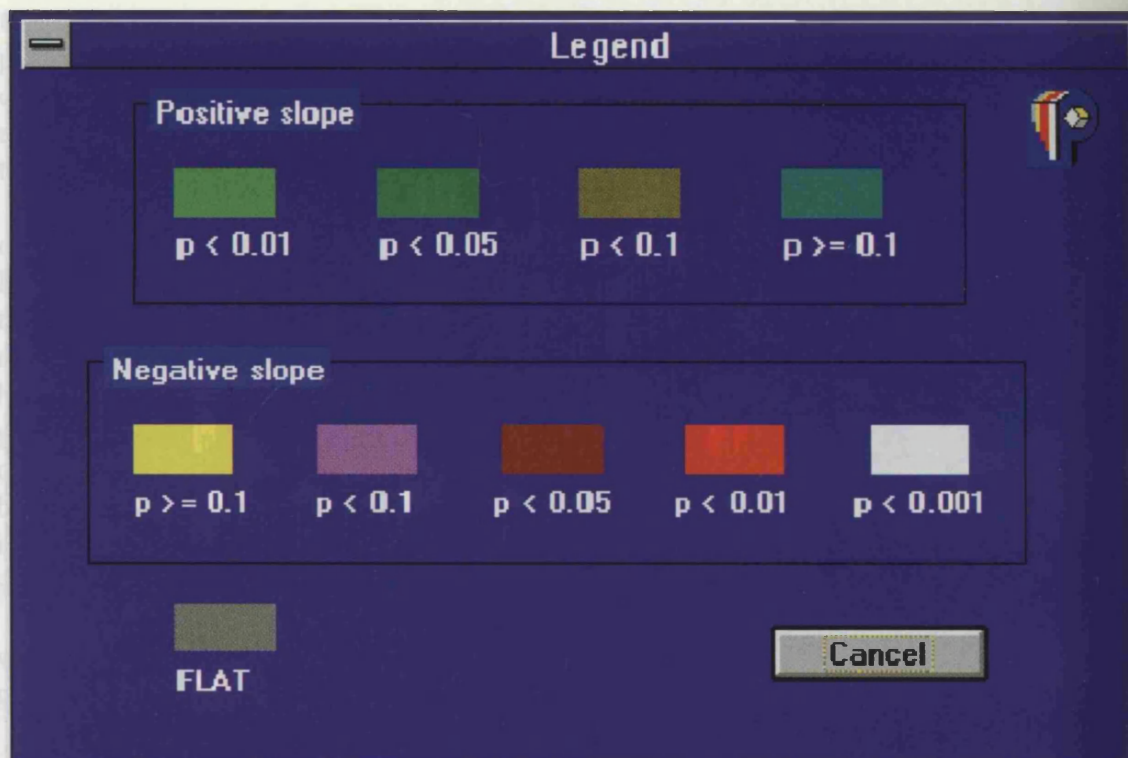 Legend
Positive slope
p < 0.01 p < 0.05 p < 0.1 p >= 0.1
Negative slope
p >= 0.1 p < 0.1 p < 0.05 p < 0.01 p < 0.001
FLAT
Cancel